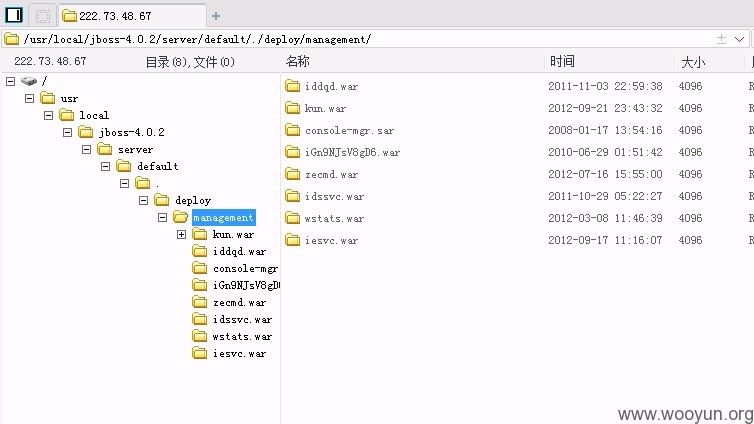 222.73.48.67
/usr/local/jboss-4.0.2/server/default/./deploy/management/
222.73.48.67 目录(8),文件(0) 名称 时间 大小
/
usr
local
jboss-4.0.2
server
default
.
deploy
management
kun.war
iddqd.war
console-mgr
iGn9NJsV8gD6
zecmd.war
idssvc.war
wstats.war
iesvc.war
iddqd.war 2011-11-03 22:59:38 4096
kun.war 2012-09-21 23:43:32 4096
console-mgr.sar 2008-01-17 13:54:16 4096
iGn9NJsV8gD6.war 2010-06-29 01:51:42 4096
zecmd.war 2012-07-16 15:55:00 4096
idssvc.war 2011-10-29 05:22:27 4096
wstats.war 2012-03-08 11:46:39 4096
iesvc.war 2012-09-17 11:16:07 4096
www.wooyun.org